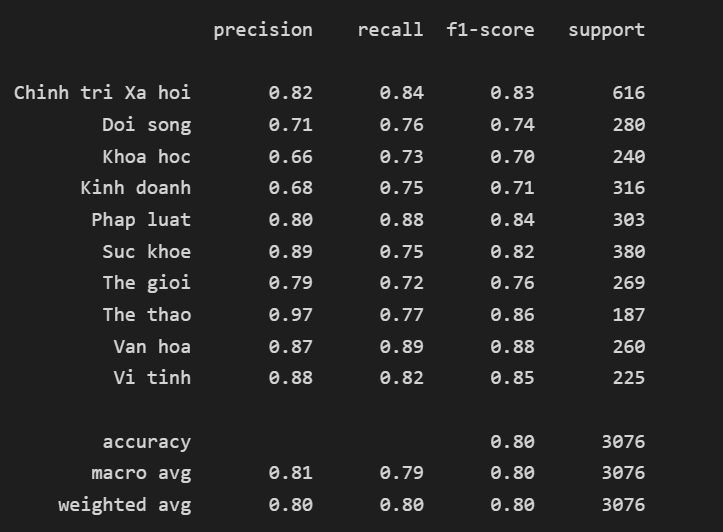 precision recall f1-score support
Chinh tri Xa hoi 0.82 0.84 0.83 616
Doi song 0.71 0.76 0.74 280
Khoa hoc 0.66 0.73 0.70 240
Kinh doanh 0.68 0.75 0.71 316
Phap luat 0.80 0.88 0.84 303
Suc khoe 0.89 0.75 0.82 380
The gioi 0.79 0.72 0.76 269
The thao 0.97 0.77 0.86 187
Van hoa 0.87 0.89 0.88 260
Vi tinh 0.88 0.82 0.85 225
accuracy 0.80 3076
macro avg 0.81 0.79 0.80 3076
weighted avg 0.80 0.80 0.80 3076